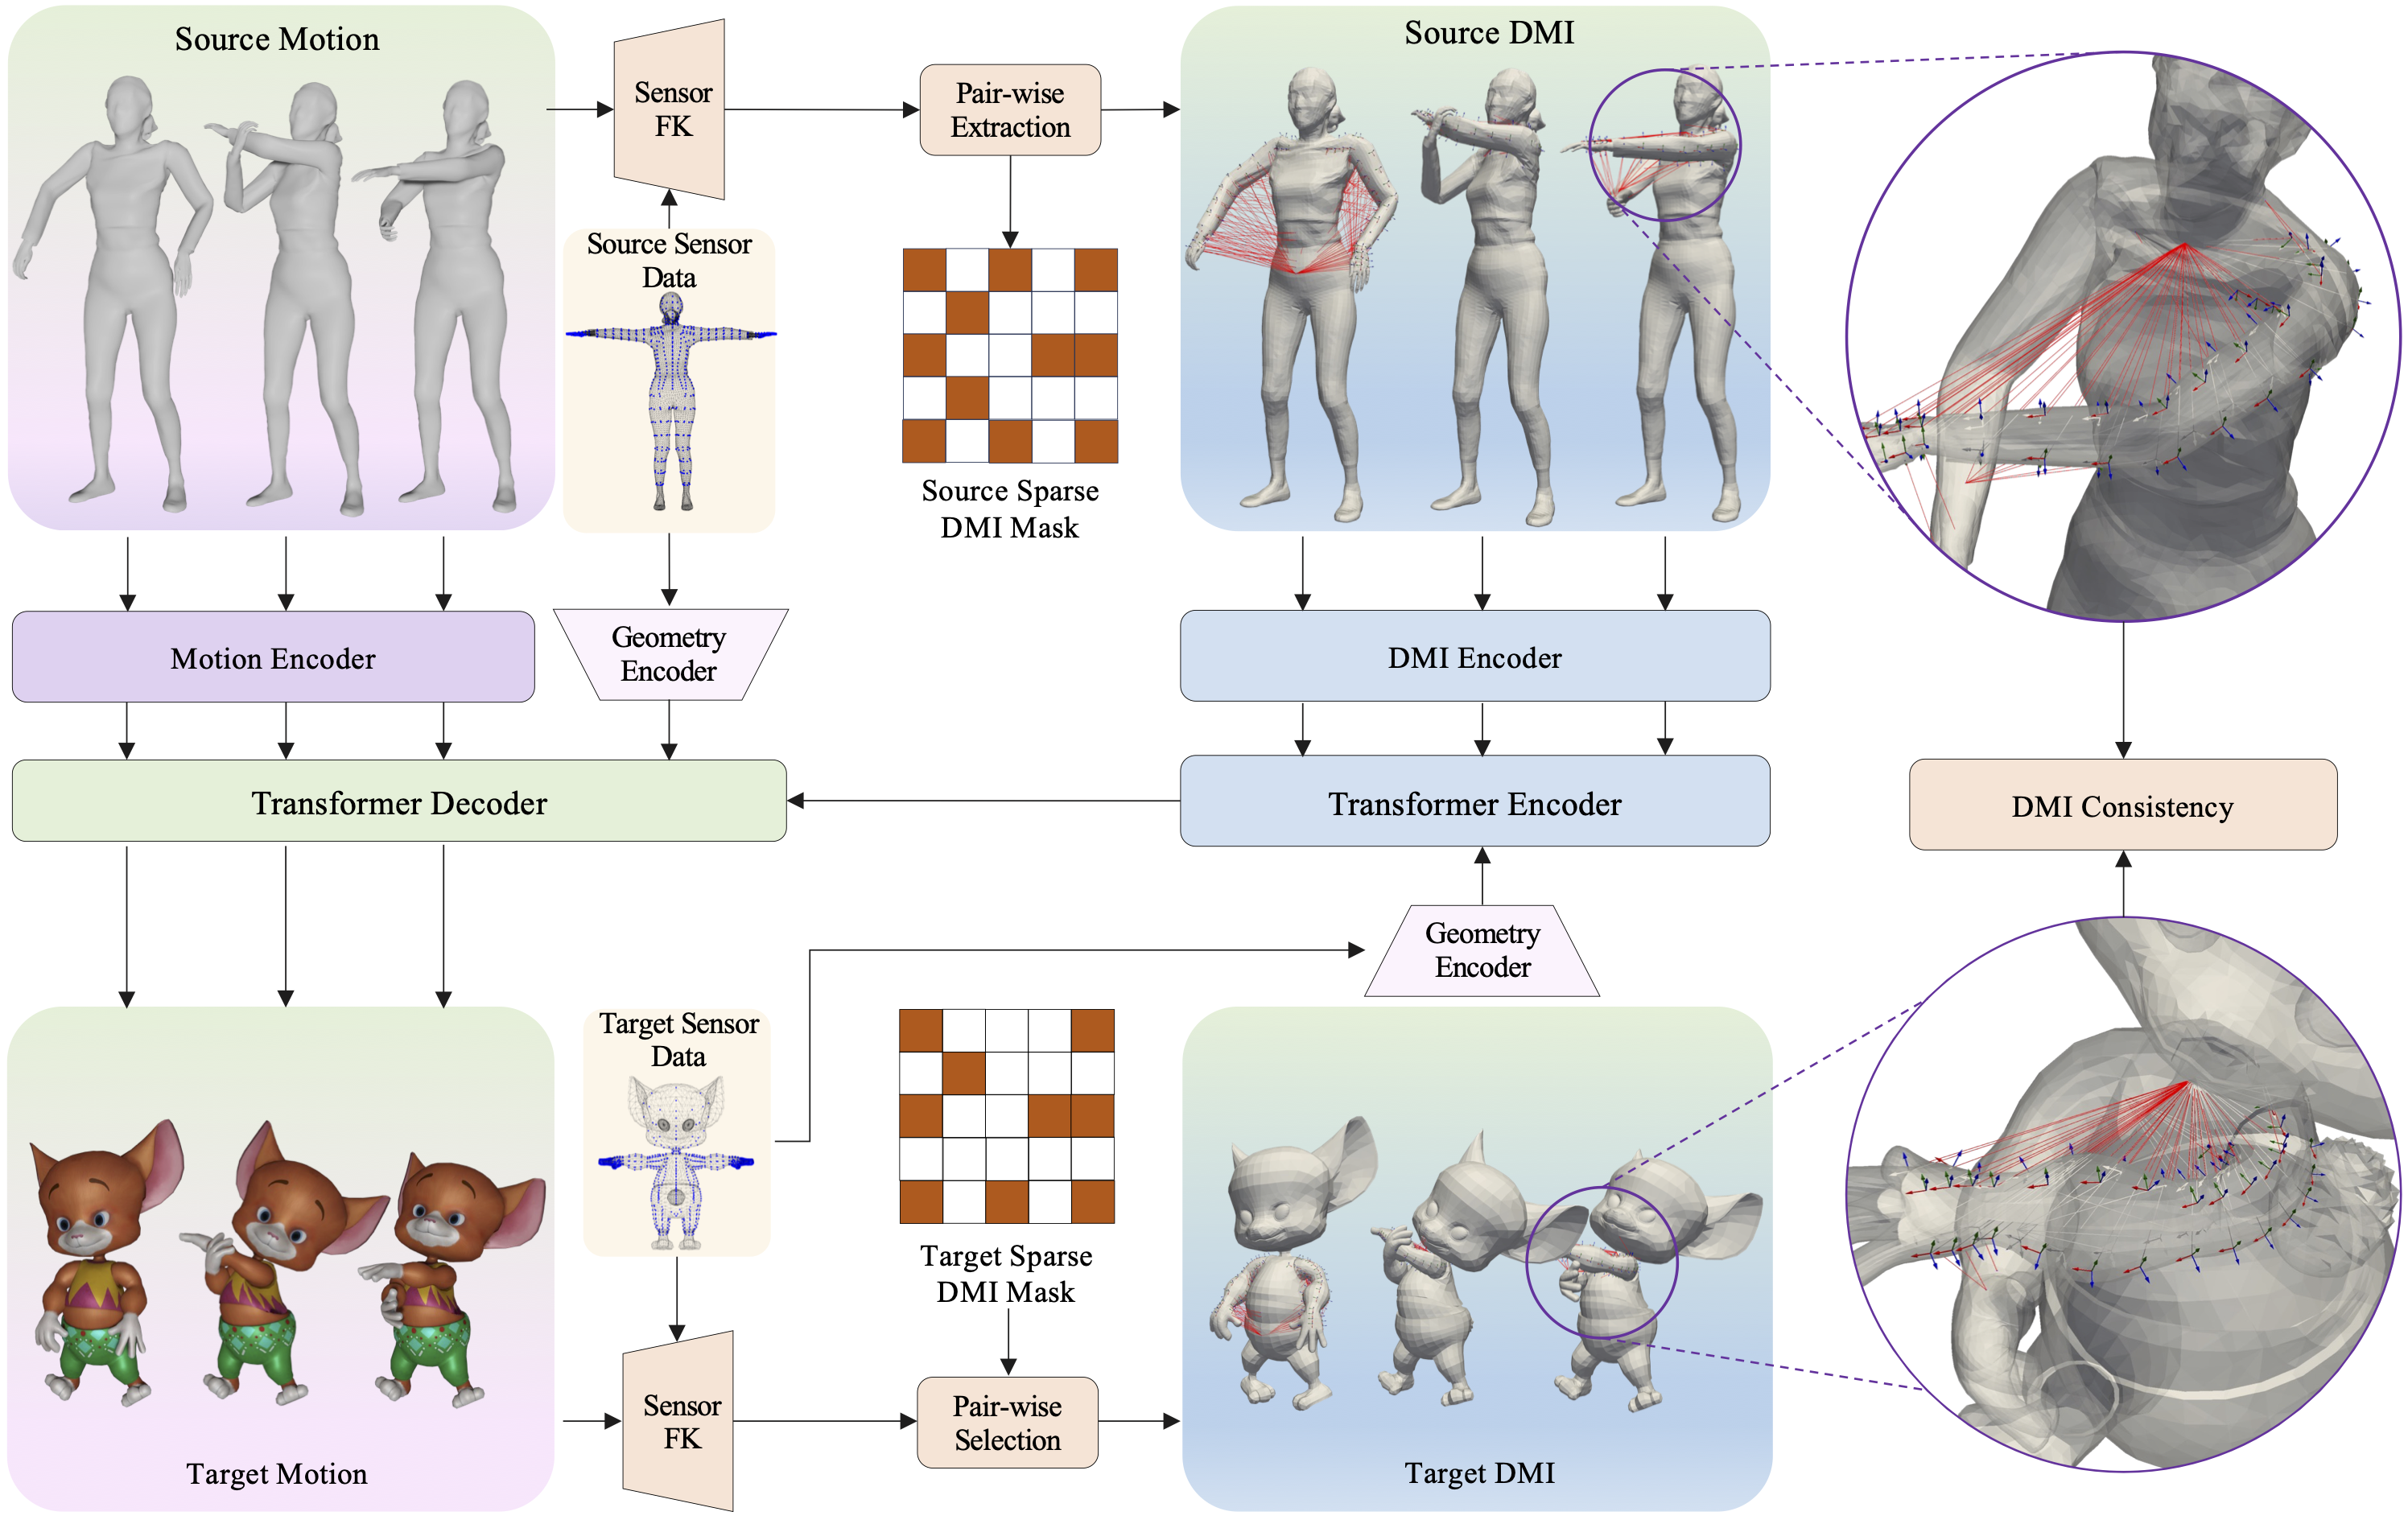 Source Motion
Sensor
FK
Pair-wise
Extraction
Source DMI
Source Sensor
Data
Source Sparse
DMI Mask
Motion Encoder
Geometry
Encoder
DMI Encoder
Transformer Decoder
Transformer Encoder
DMI Consistency
Geometry
Encoder
Target Sensor
Data
Target Sparse
DMI Mask
Sensor
FK
Pair-wise
Selection
Target Motion
Target DMI